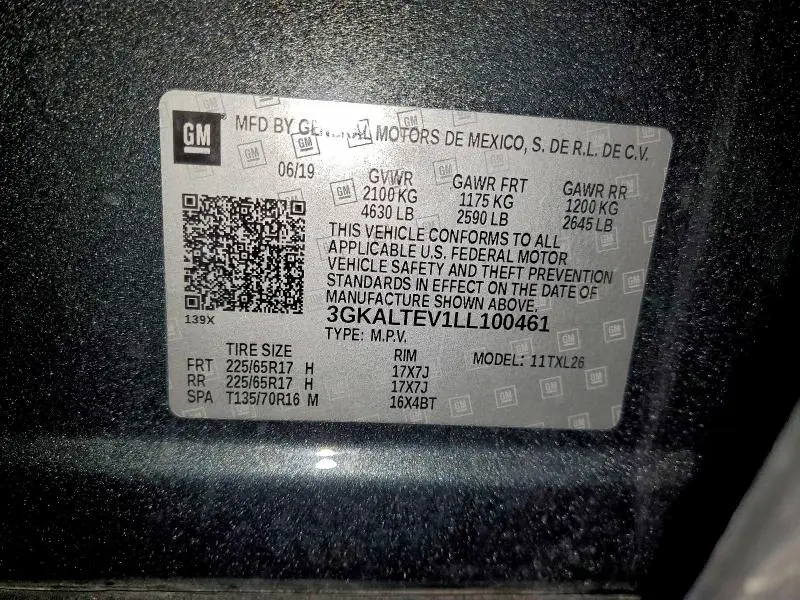 GM MFD BY GENERAL MOTORS DE MEXICO, S. DE R.L. DE C.V.
06/19 GVWR GAWR FRT GAWR RR
2100 KG 1175 KG 1200 KG
4630 LB 2590 LB 2645 LB
THIS VEHICLE CONFORMS TO ALL
APPLICABLE U.S. FEDERAL MOTOR
VEHICLE SAFETY AND THEFT PREVENTION
STANDARDS IN EFFECT ON THE DATE OF
MANUFACTURE SHOWN ABOVE.
139X 3GKALTEV1LL100461
TYPE: M.P.V.
TIRE SIZE RIM MODEL: 11TXL26
FRT 225/65R17 H 17X7J
RR 225/65R17 H 17X7J
SPA T135/70R16 M 16X4BT